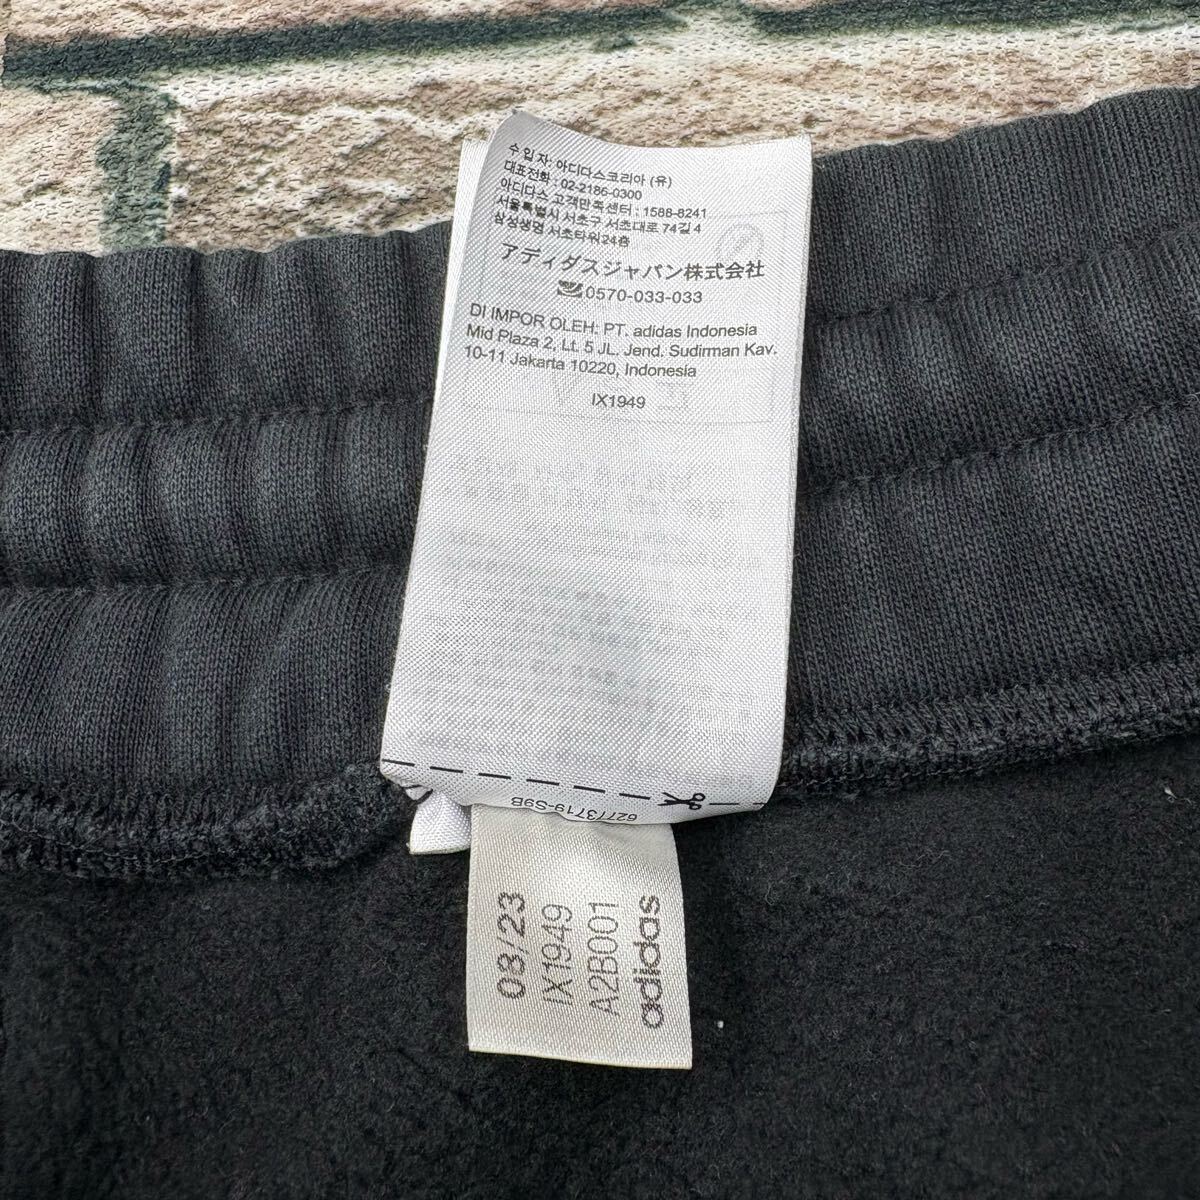 수 입 자: 아디다스코리아 (유)
대표전화 : 02-2186-0300
아디다스 고객만족센터 : 1588-8241
서울특별시 서초구 서초대로 74길 4
삼성생명 서초타워 24층
アディダスジャパン株式会社
0570-033-033
DI IMPOR OLEH: PT. adidas Indonesia
Mid Plaza 2, Lt. 5 JL. Jend. Sudirman Kav.
10-11 Jakarta 10220, Indonesia
IX1949
62773719-S9B
08/23
IX1949
A2B001
adidas